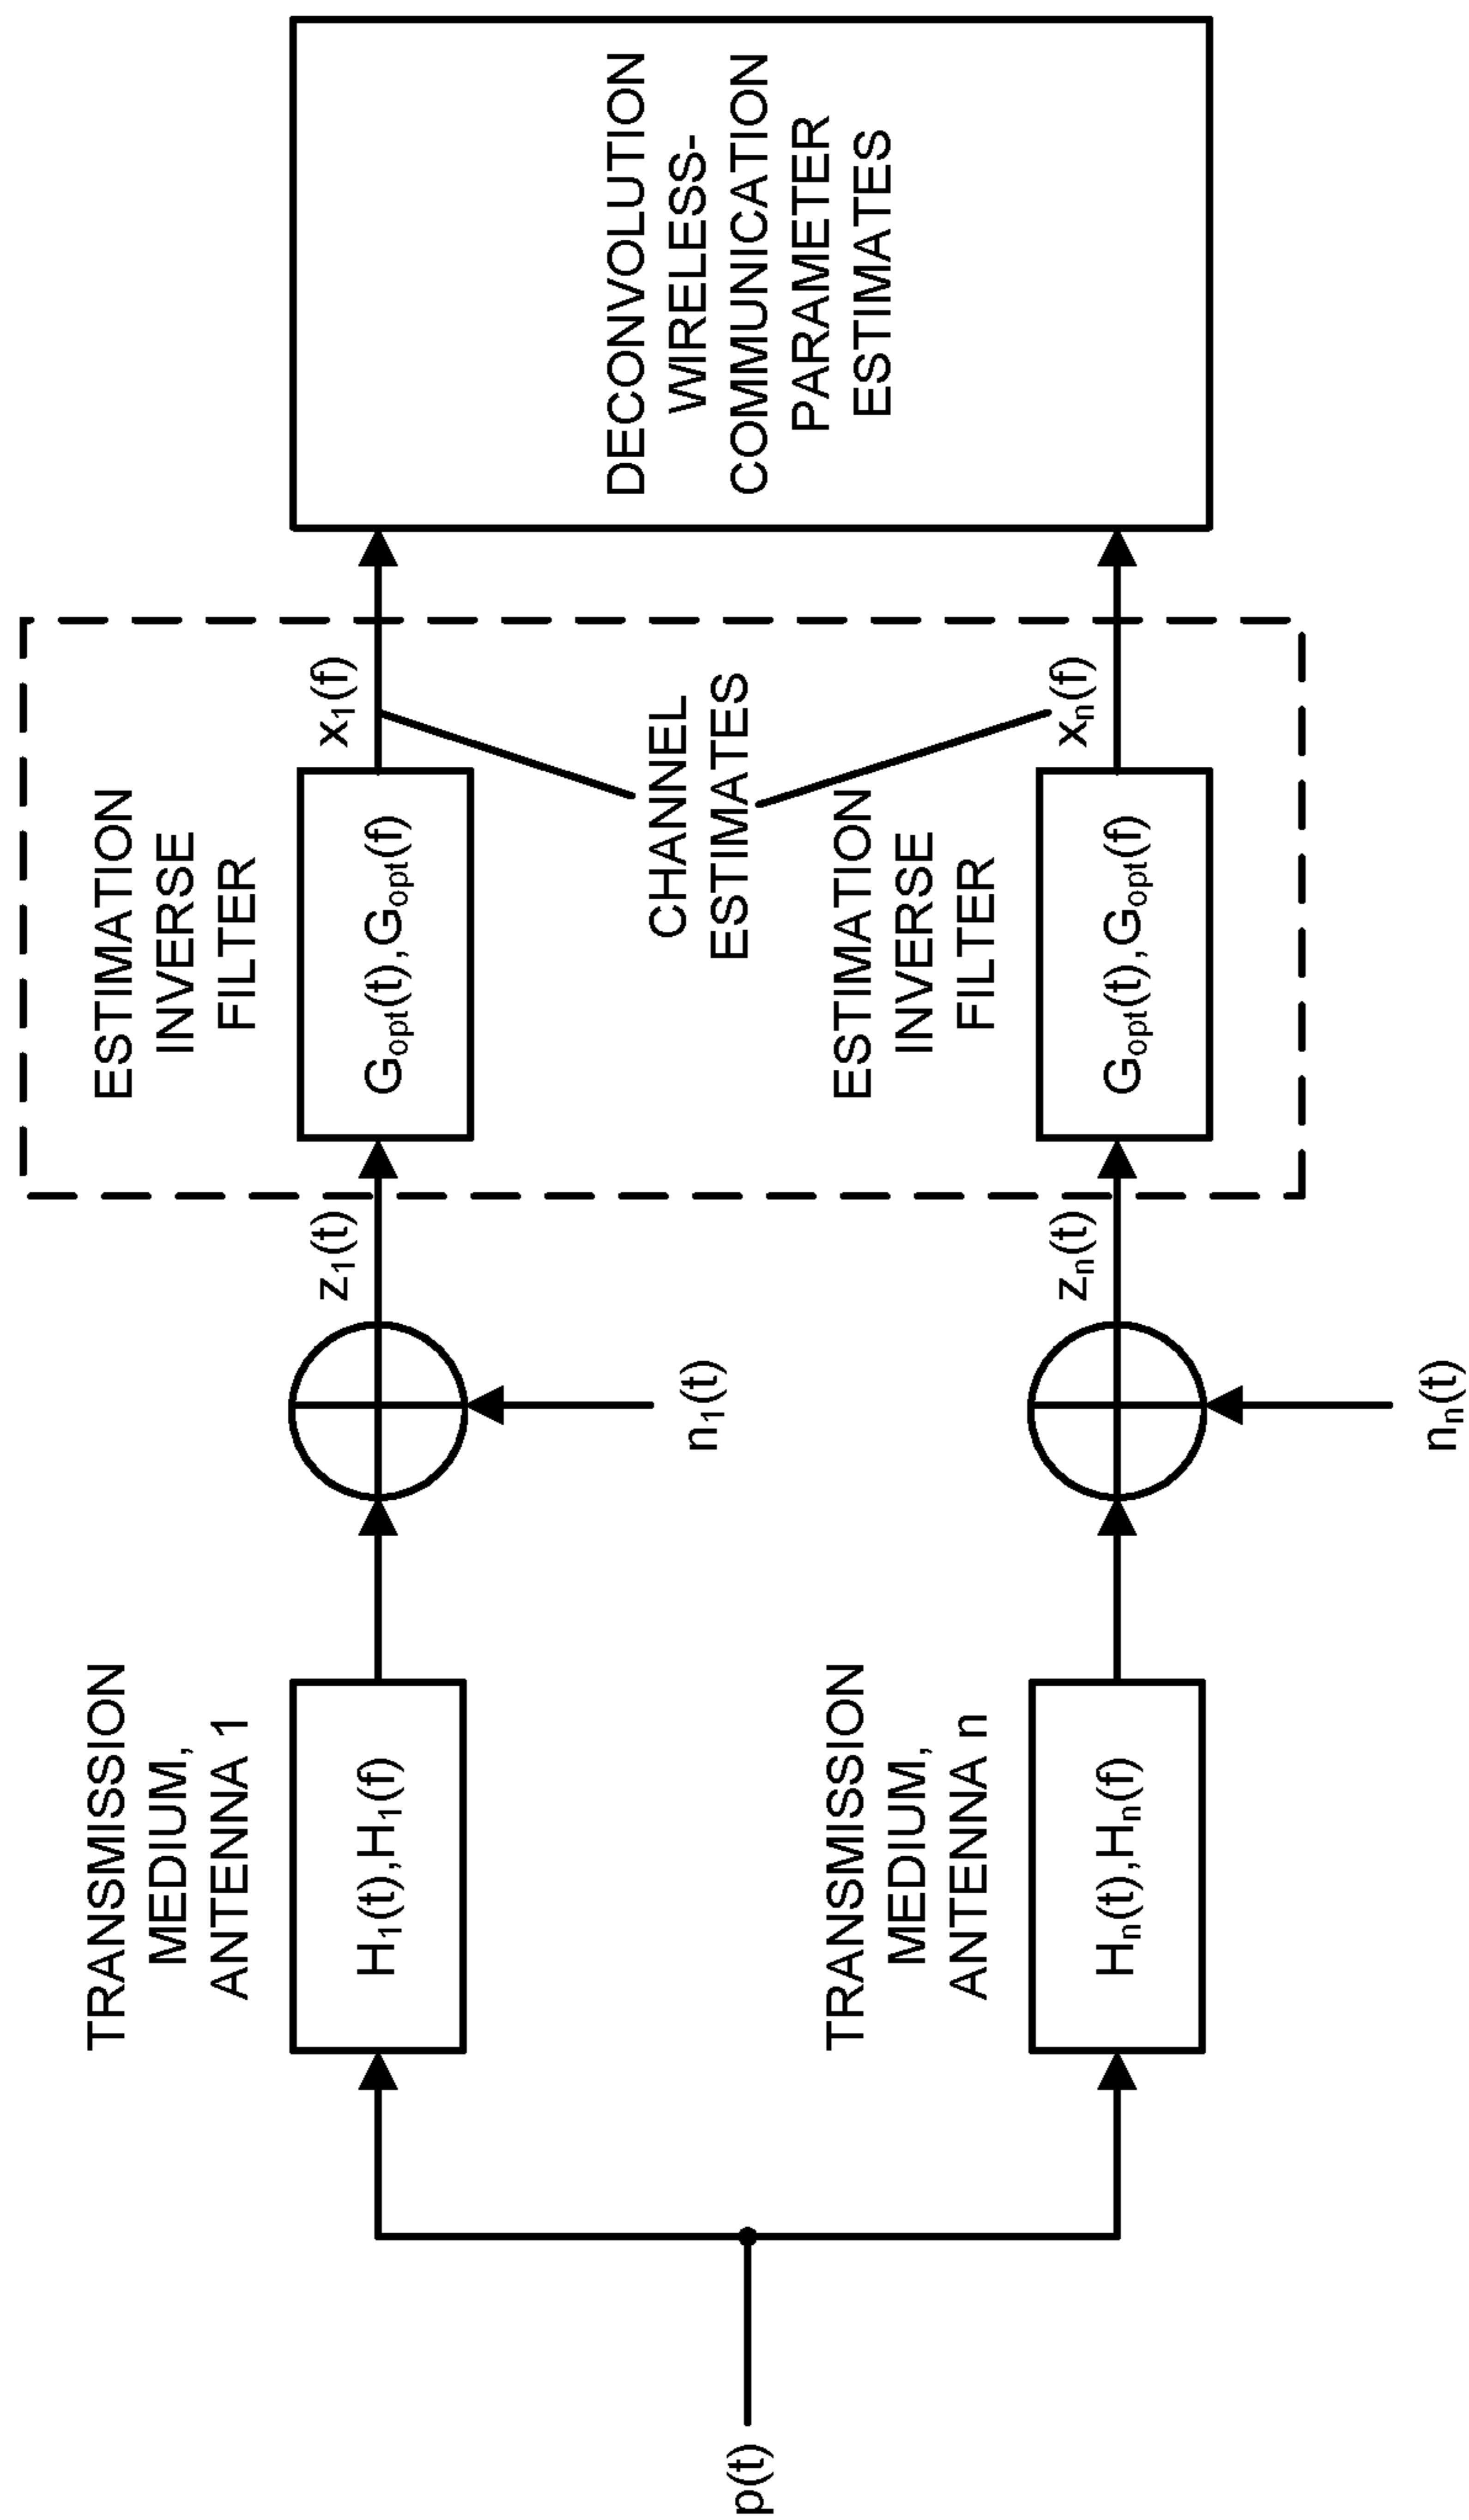 p(t)
TRANSMISSION
MEDIUM,
ANTENNA 1
H₁(t),H₁(f)
TRANSMISSION
MEDIUM,
ANTENNA n
Hₙ(t),Hₙ(f)
n₁(t)
nₙ(t)
z₁(t)
zₙ(t)
ESTIMATION
INVERSE
FILTER
Gopt(t), Gopt(f)
ESTIMATION
INVERSE
FILTER
Gopt(t), Gopt(f)
x₁(f)
CHANNEL
ESTIMATES
xₙ(f)
DECONVOLUTION
WIRELESS-
COMMUNICATION
PARAMETER
ESTIMATES